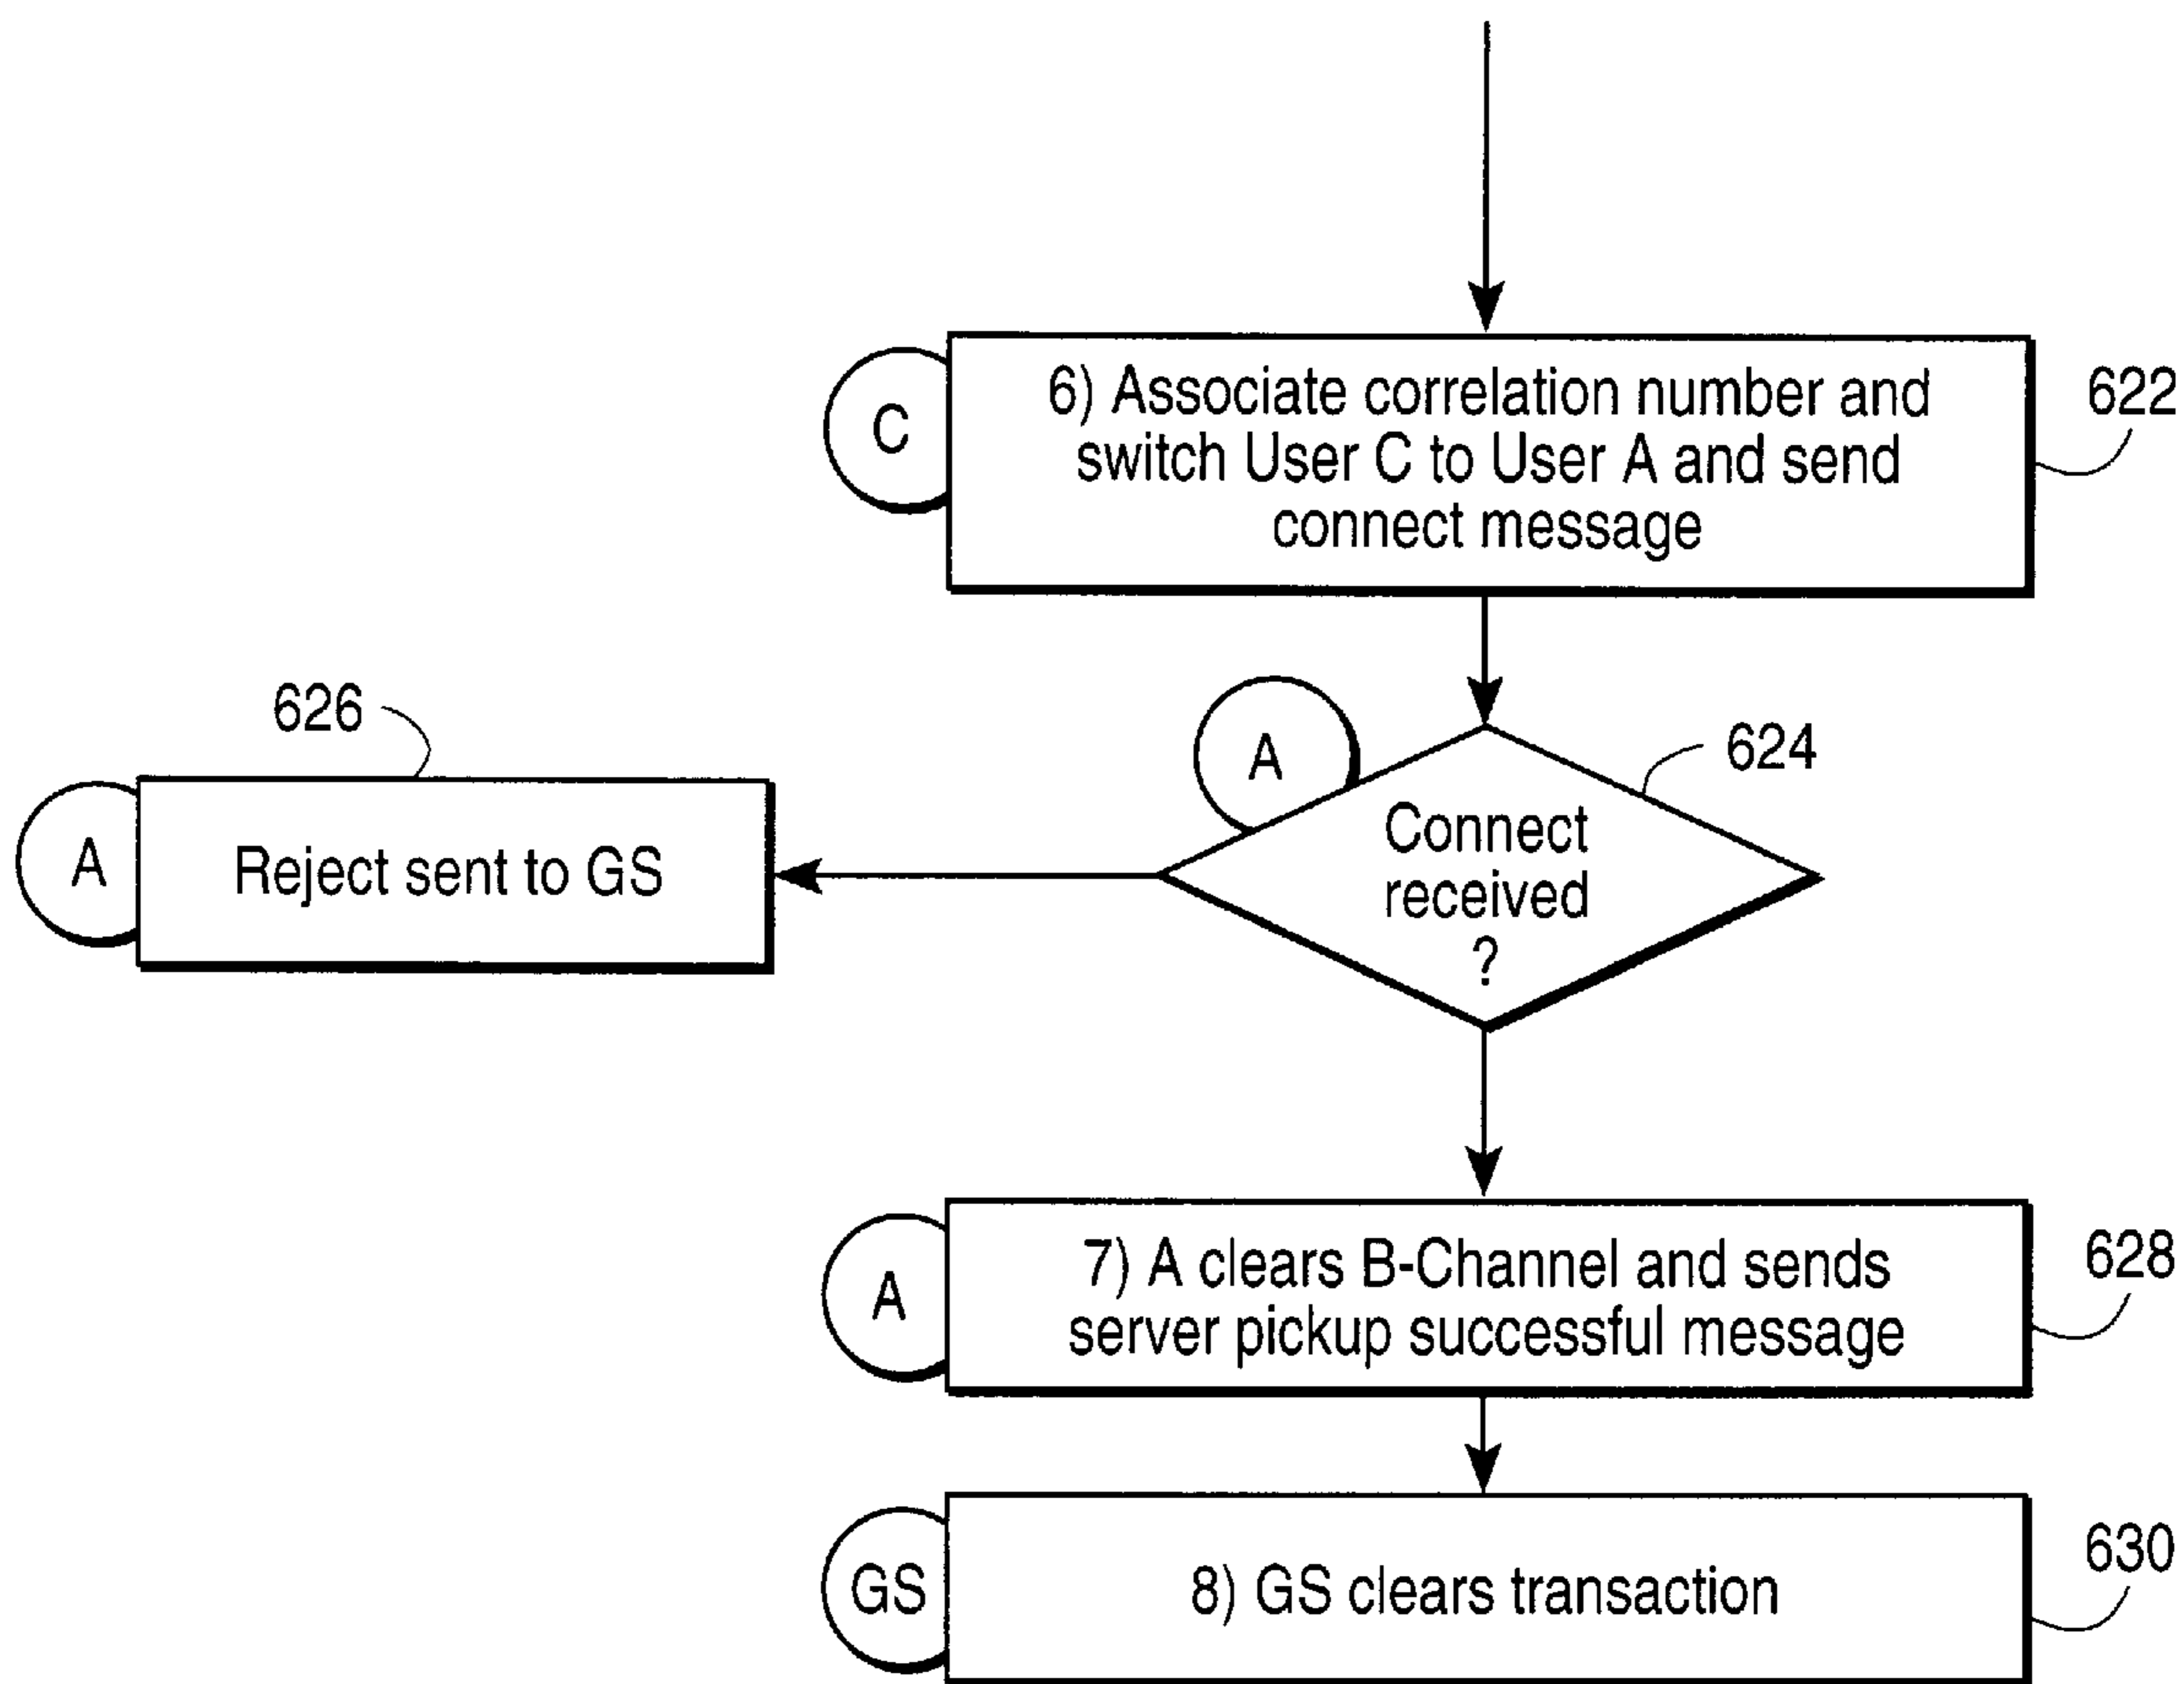 C
6) Associate correlation number and
switch User C to User A and send
connect message
622
626
A
624
A
Reject sent to GS
Connect
received
?
A
7) A clears B-Channel and sends
server pickup successful message
628
GS
8) GS clears transaction
630